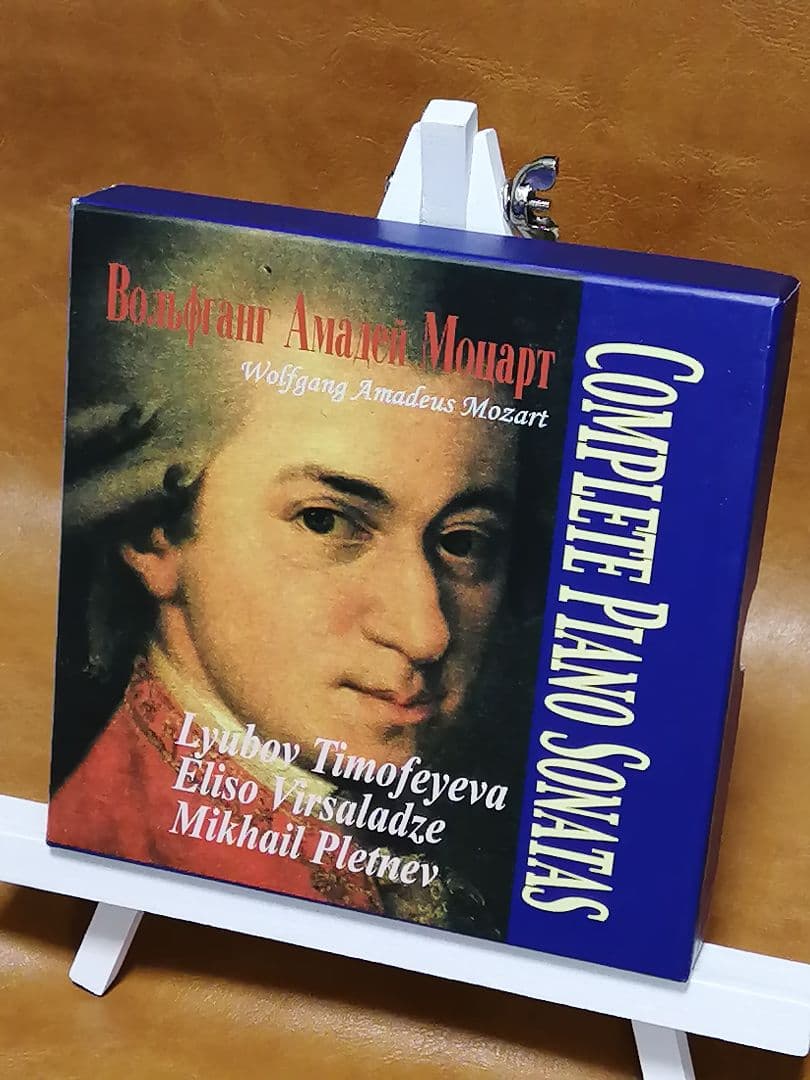 Вольфганг Амадей Моцарт
Wolfgang Amadeus Mozart
Lyubov Timofeyeva
Eliso Virsaladze
Mikhail Pletnev
COMPLETE PIANO SONATAS